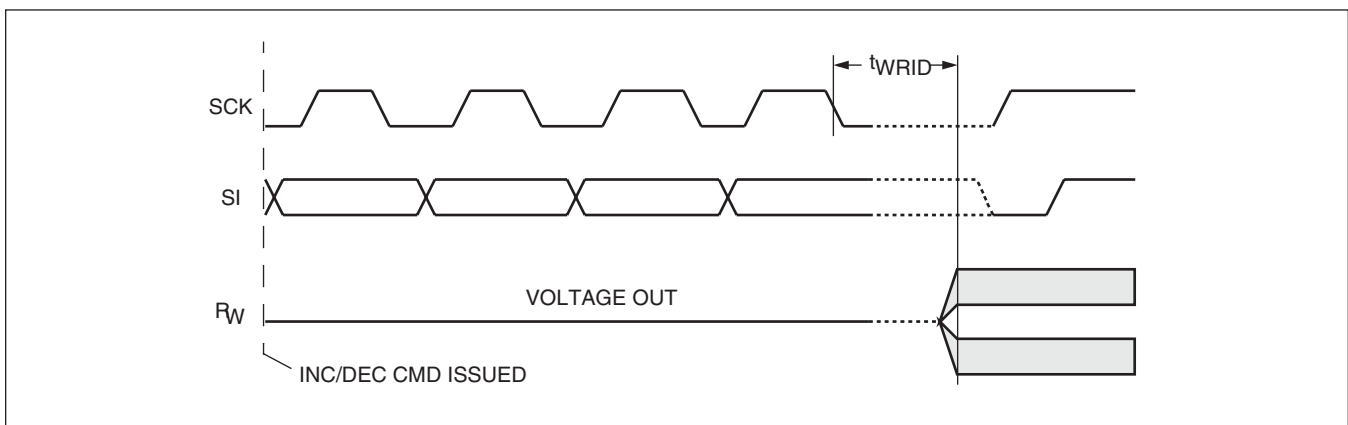 tWRID
SCK
SI
VOLTAGE OUT
RW
INC/DEC CMD ISSUED